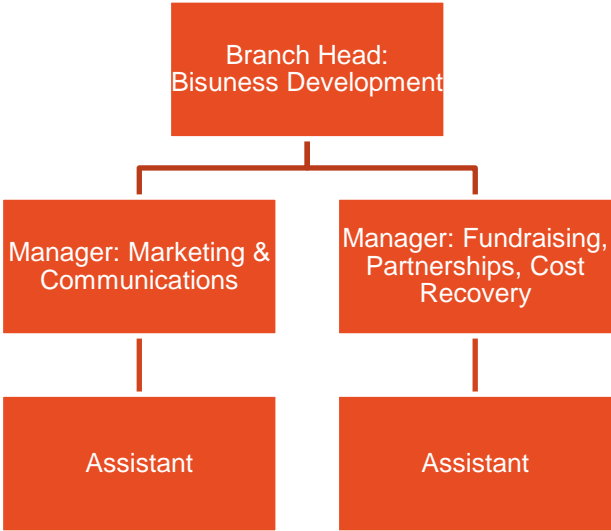 Branch Head:
Bisuness Development
Manager: Marketing &
Communications
Manager: Fundraising,
Partnerships, Cost
Recovery
Assistant
Assistant